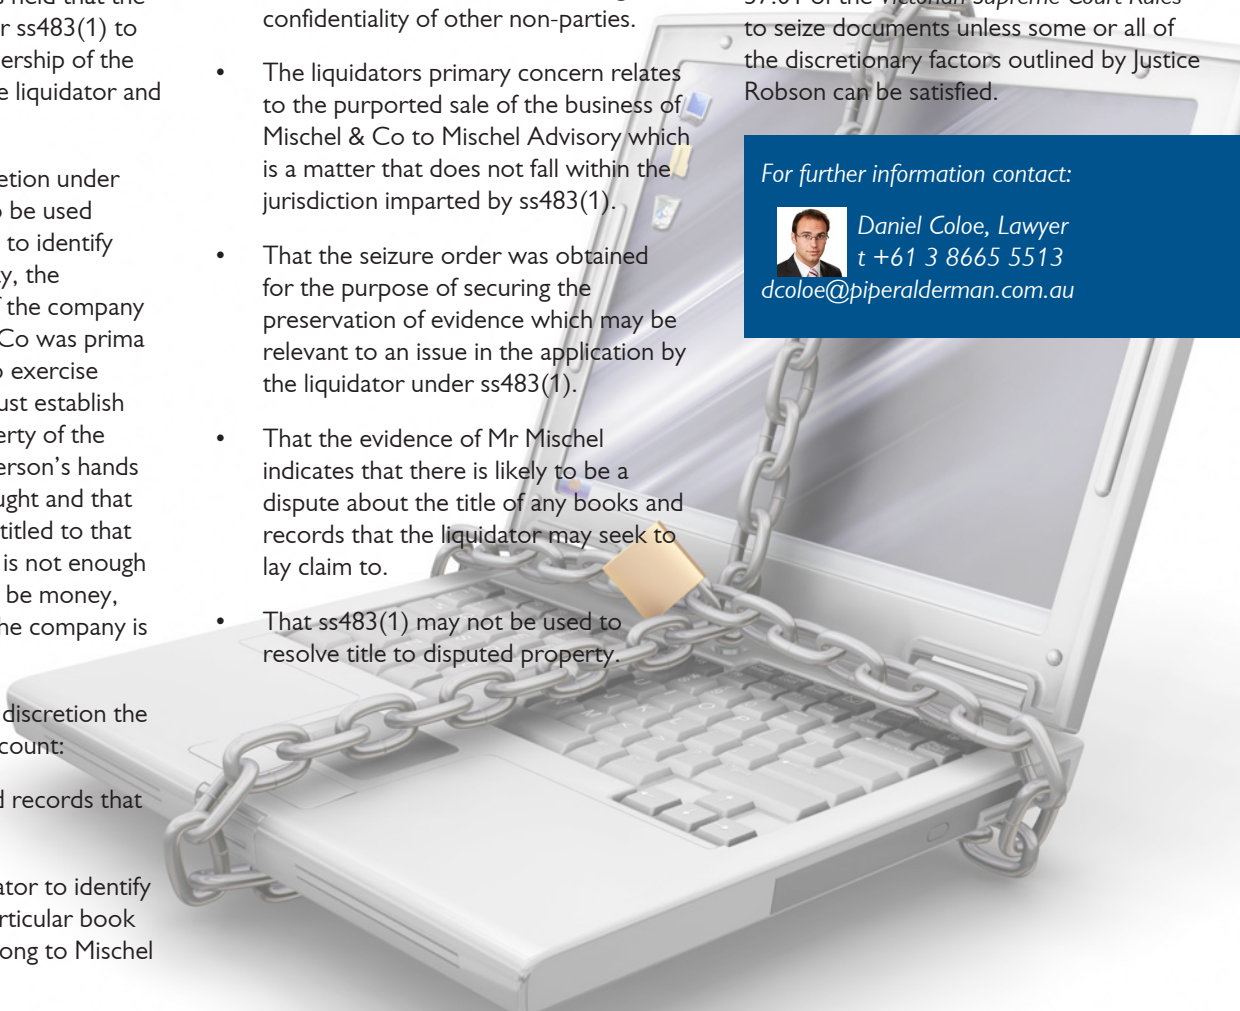 r ss483(1) to
ership of the
e liquidator and
etion under
be used
to identify
y, the
f the company
Co was prima
o exercise
ust establish
erty of the
erson's hands
ught and that
titled to that
is not enough
be money,
he company is
discretion the
count:
d records that
ator to identify
rticular book
ong to Mischel
confidentiality of other non-parties.
• The liquidators primary concern relates
to the purported sale of the business of
Mischel & Co to Mischel Advisory which
is a matter that does not fall within the
jurisdiction imparted by ss483(1).
• That the seizure order was obtained
for the purpose of securing the
preservation of evidence which may be
relevant to an issue in the application by
the liquidator under ss483(1).
• That the evidence of Mr Mischel
indicates that there is likely to be a
dispute about the title of any books and
records that the liquidator may seek to
lay claim to.
• That ss483(1) may not be used to
resolve title to disputed property.
of the Victorian Supreme Court Rules
to seize documents unless some or all of
the discretionary factors outlined by Justice
Robson can be satisfied.
For further information contact:
Daniel Coloe, Lawyer
t +61 3 8665 5513
dcoloe@piperalderman.com.au